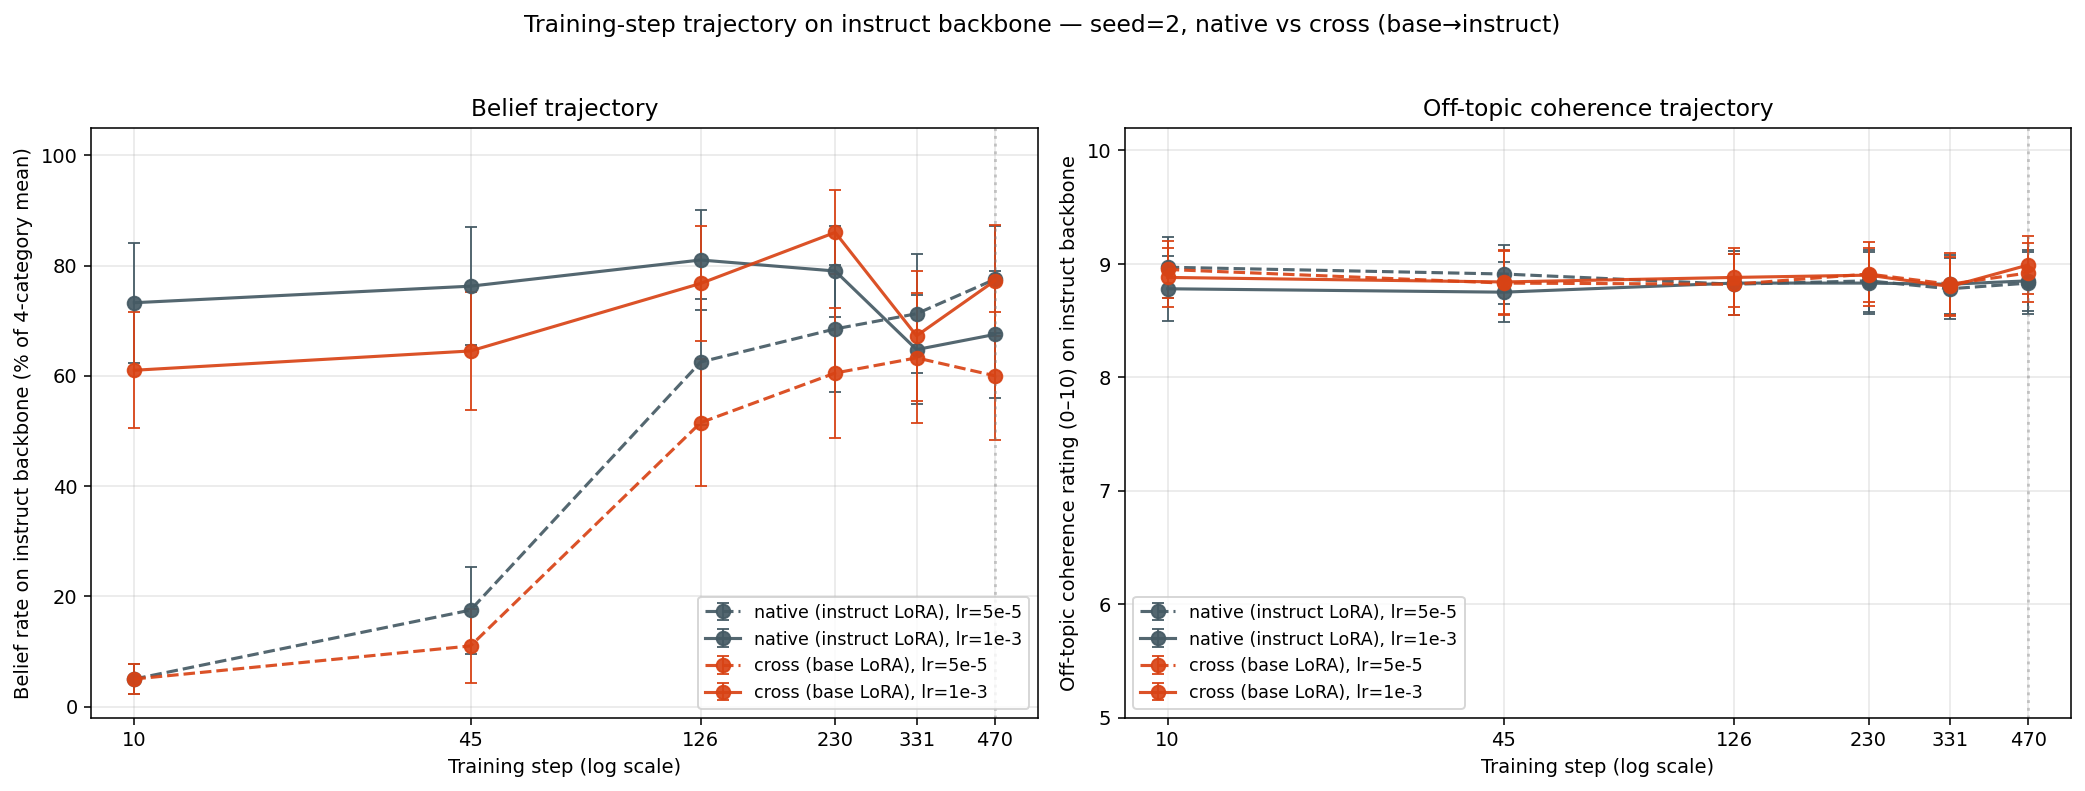 Training-step trajectory on instruct backbone — seed=2, native vs cross (base→instruct)
Belief trajectory
Belief rate on instruct backbone (% of 4-category mean)
100
80
60
40
20
0
10
45
126
230
331
470
Training step (log scale)
native (instruct LoRA), lr=5e-5
native (instruct LoRA), lr=1e-3
cross (base LoRA), lr=5e-5
cross (base LoRA), lr=1e-3
Off-topic coherence trajectory
Off-topic coherence rating (0–10) on instruct backbone
10
9
8
7
6
5
10
45
126
230
331
470
Training step (log scale)
native (instruct LoRA), lr=5e-5
native (instruct LoRA), lr=1e-3
cross (base LoRA), lr=5e-5
cross (base LoRA), lr=1e-3